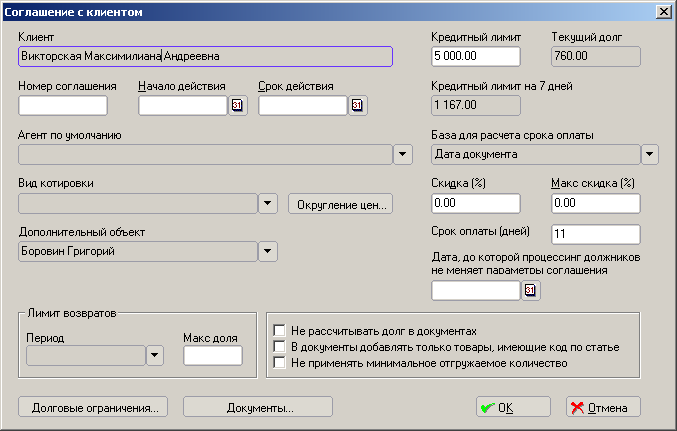 Соглашение с клиентом
Клиент
Кредитный лимит
Текущий долг
Викторская Максимилиана Андреевна
5 000.00
760.00
Номер соглашения
Начало действия
Срок действия
Кредитный лимит на 7 дней
31
31
1 167.00
Агент по умолчанию
База для расчета срока оплаты
Дата документа
Вид котировки
Скидка (%)
Макс скидка (%)
Округление цен...
0.00
0.00
Дополнительный объект
Срок оплаты (дней)
11
Боровин Григорий
Дата, до которой процессинг должников
не меняет параметры соглашения
31
Лимит возвратов
Период
Макс доля
Не рассчитывать долг в документах
В документы добавлять только товары, имеющие код по статье
Не применять минимальное отгружаемое количество
Долговые ограничения...
Документы...
OK
Отмена